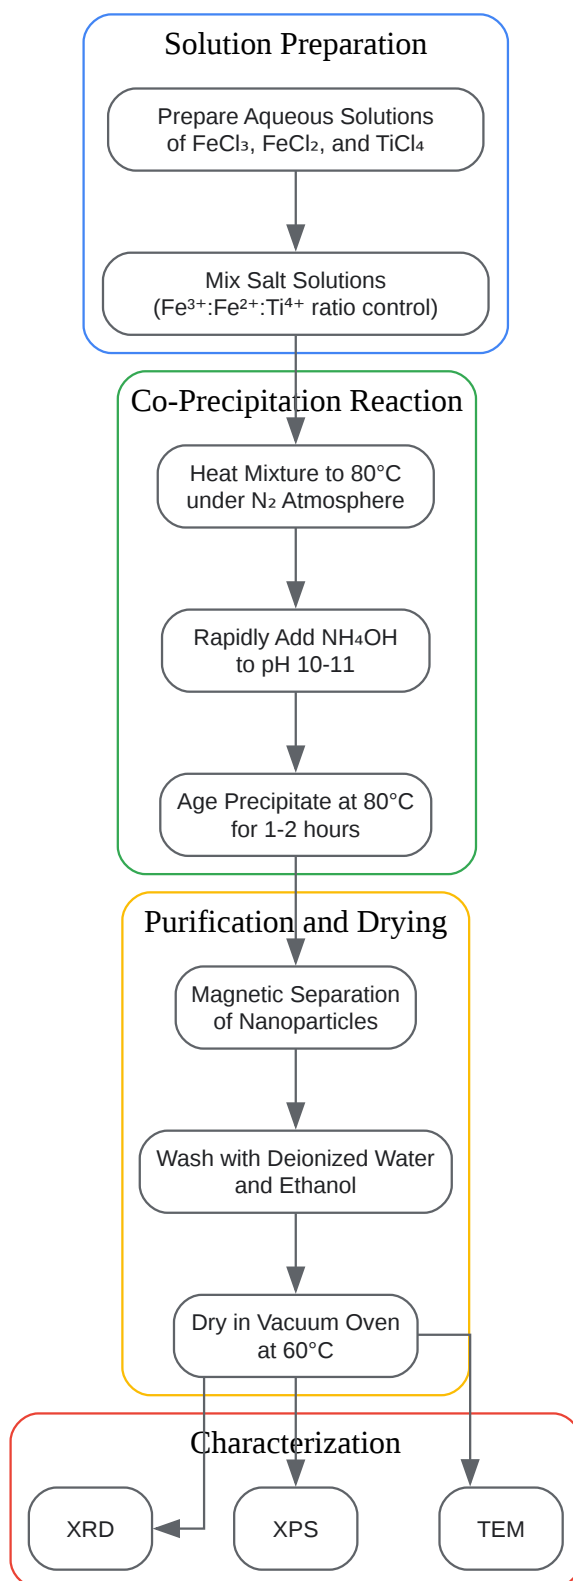 Solution Preparation
Prepare Aqueous Solutions
of FeCl₃, FeCl₂, and TiCl₄
Mix Salt Solutions
(Fe³⁺:Fe²⁺:Ti⁴⁺ ratio control)
Co-Precipitation Reaction
Heat Mixture to 80°C
under N₂ Atmosphere
Rapidly Add NH₄OH
to pH 10-11
Age Precipitate at 80°C
for 1-2 hours
Purification and Drying
Magnetic Separation
of Nanoparticles
Wash with Deionized Water
and Ethanol
Dry in Vacuum Oven
at 60°C
Characterization
XRD
XPS
TEM